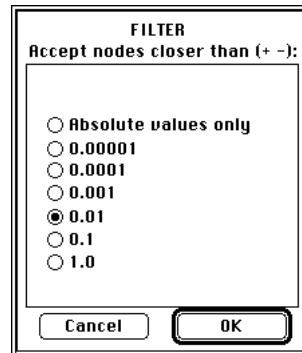 FILTER
Accept nodes closer than (+ -):
Absolute values only
0.00001
0.0001
0.001
0.01
0.1
1.0
Cancel OK